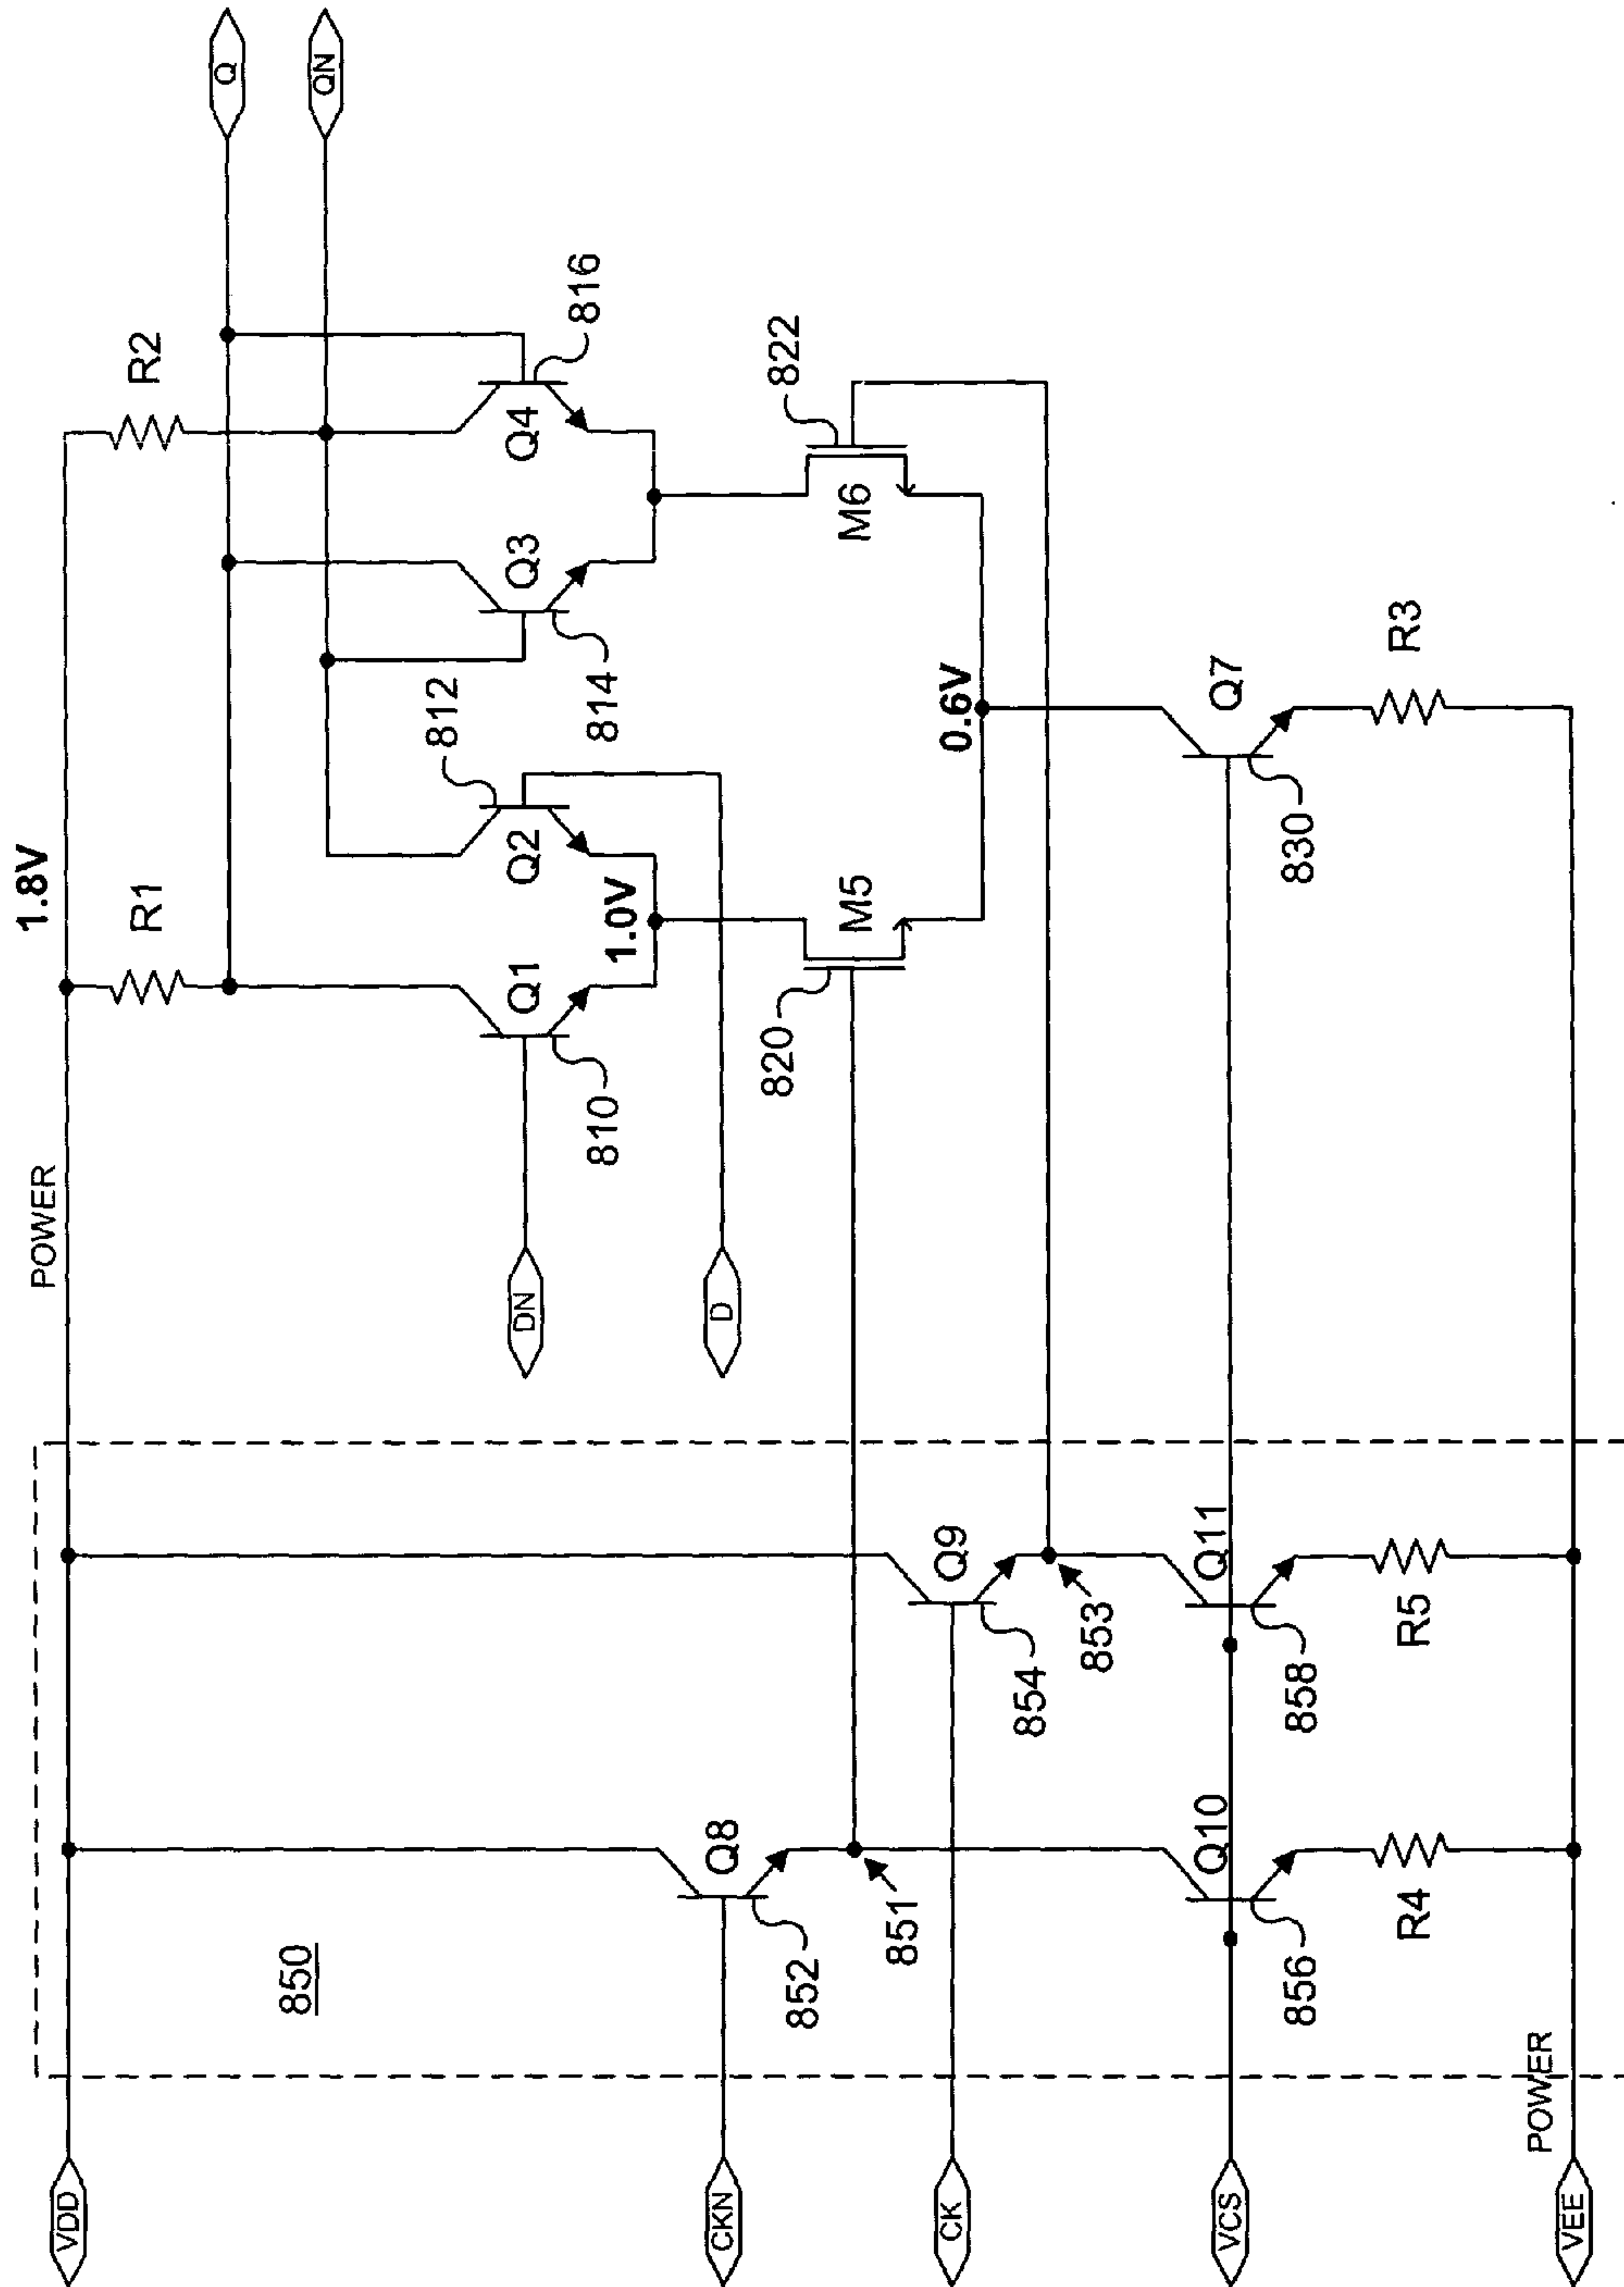 1.8V
POWER
R1
R2
Q
QN
VDD
850
DN
D
Q1
810
Q2
812
1.0V
Q3
814
Q4
816
M5
820
M6
822
0.6V
Q7
830
R3
CKN
Q8
852
851
CK
Q9
854
853
VCS
Q10
856
R4
Q11
858
R5
POWER
VEE